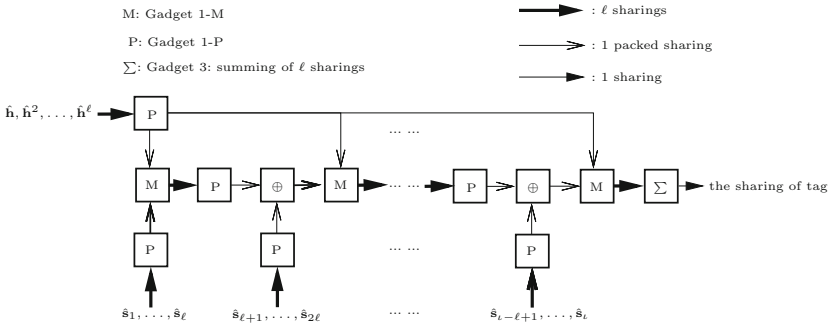 M: Gadget 1-M
P: Gadget 1-P
∑: Gadget 3: summing of ℓ sharings
: ℓ sharings
: 1 packed sharing
: 1 sharing
ĥ, ĥ², . . . , ĥ^ℓ
P
... ...
M P ⊕ M ... ... P ⊕ M ∑ the sharing of tag
P P ... ... P
ŝ₁, . . . , ŝ_ℓ ŝ_{ℓ+1}, . . . , ŝ_{2ℓ} ... ... ŝ_{ι−ℓ+1}, . . . , ŝ_ι